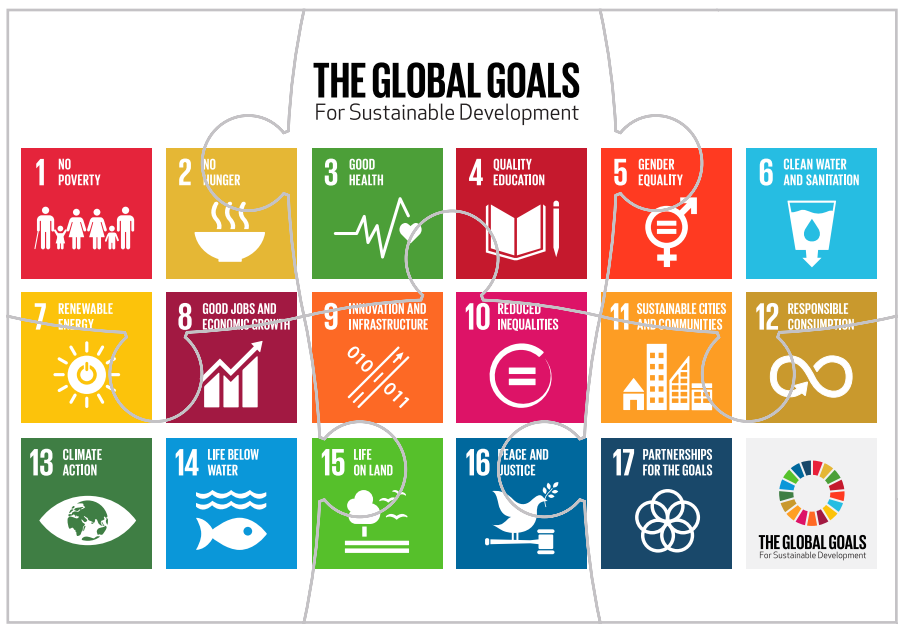 THE GLOBAL GOALS
For Sustainable Development
1 NO
POVERTY
2 NO
HUNGER
3 GOOD
HEALTH
4 QUALITY
EDUCATION
5 GENDER
EQUALITY
6 CLEAN WATER
AND SANITATION
7 RENEWABLE
ENERGY
8 GOOD JOBS AND
ECONOMIC GROWTH
9 INNOVATION AND
INFRASTRUCTURE
010
011
10 REDUCED
INEQUALITIES
11 SUSTAINABLE CITIES
AND COMMUNITIES
12 RESPONSIBLE
CONSUMPTION
13 CLIMATE
ACTION
14 LIFE BELOW
WATER
15 LIFE
ON LAND
16 PEACE AND
JUSTICE
17 PARTNERSHIPS
FOR THE GOALS
THE GLOBAL GOALS
For Sustainable Development